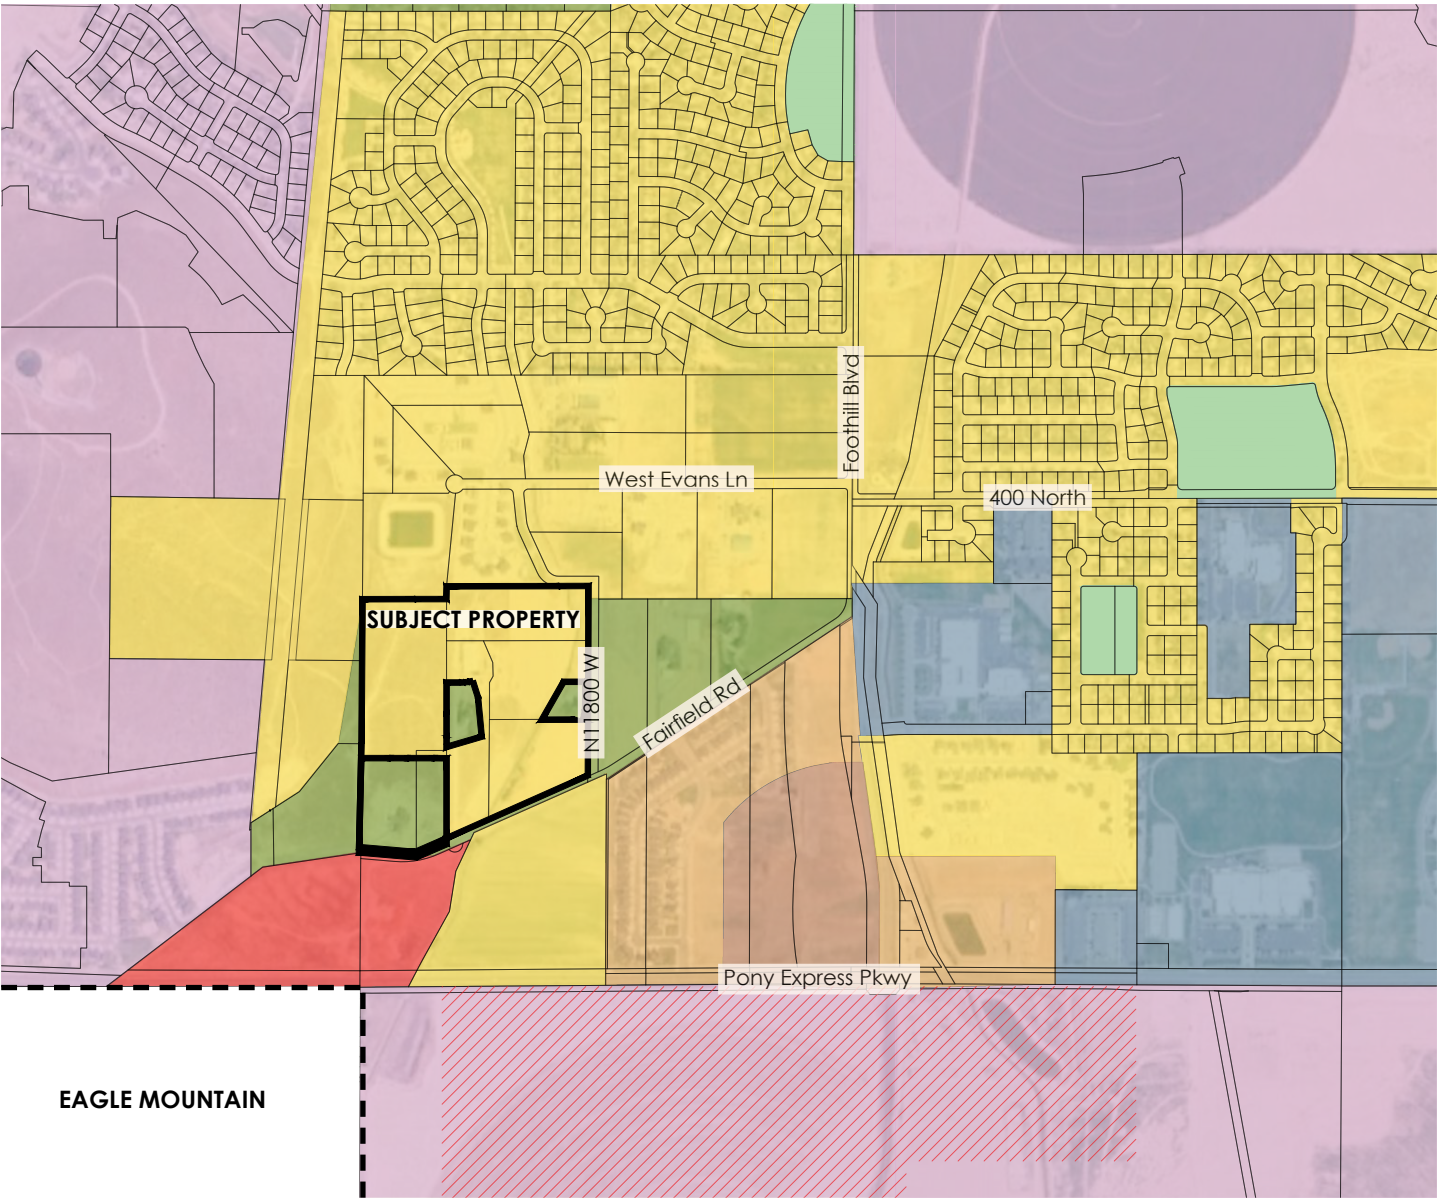 Foothill Blvd
West Evans Ln
400 North
SUBJECT PROPERTY
N11800 W
Fairfield Rd
Pony Express Pkwy
EAGLE MOUNTAIN